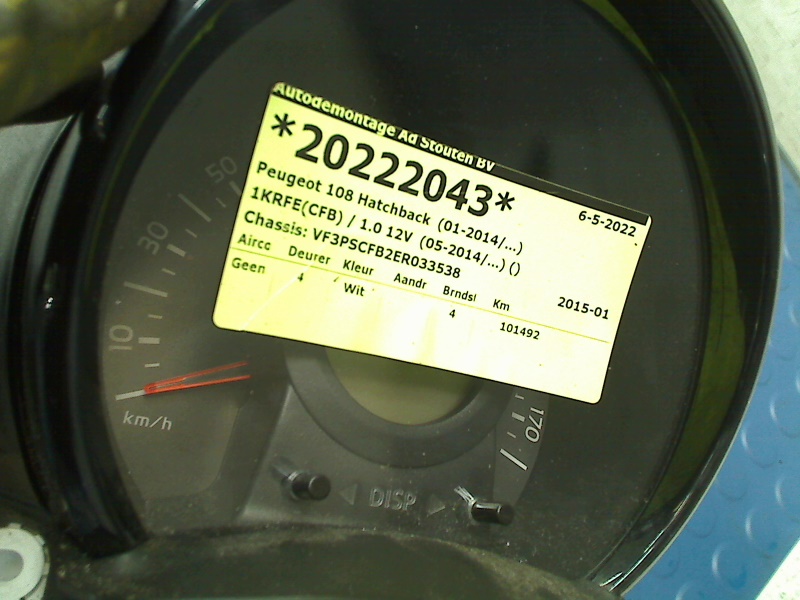 Autodemontage Ad Stouten BV
*20222043*
6-5-2022
Peugeot 108 Hatchback (01-2014/...)
1KRFE(CFB) / 1.0 12V (05-2014/...) ()
Chassis: VF3PSCFB2ER033538
2015-01
Airco Deurer Kleur Aandr Brndsl Km
Geen 4 Wit 4 101492
50
30
10
km/h
170
DISP